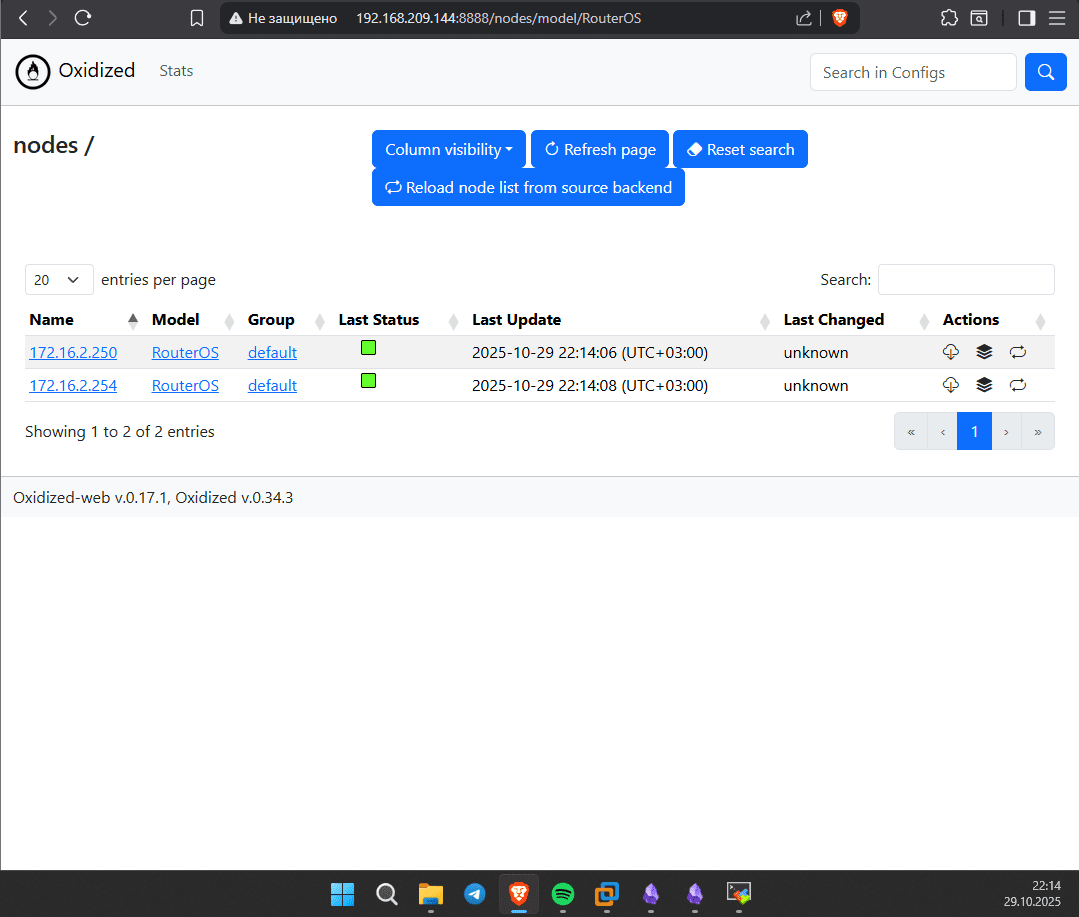 Не защищено 192.168.209.144:8888/nodes/model/RouterOS
Oxidized Stats Search in Configs
nodes / Column visibility Refresh page Reset search
Reload node list from source backend
20 entries per page Search:
Name Model Group Last Status Last Update Last Changed Actions
172.16.2.250 RouterOS default 2025-10-29 22:14:06 (UTC+03:00) unknown
172.16.2.254 RouterOS default 2025-10-29 22:14:08 (UTC+03:00) unknown
Showing 1 to 2 of 2 entries « ‹ 1 › »
Oxidized-web v.0.17.1, Oxidized v.0.34.3
22:14
29.10.2025